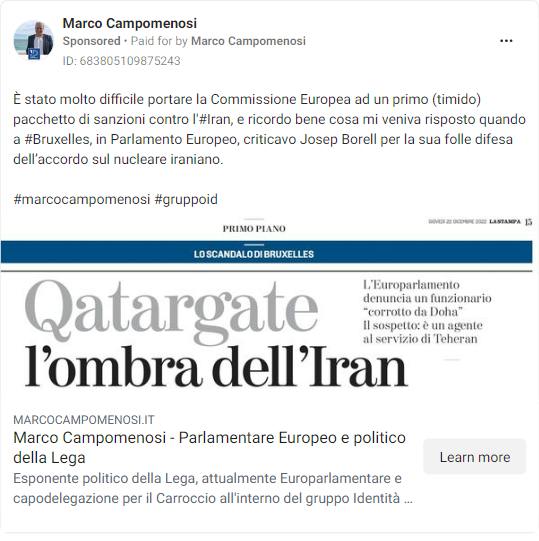 Marco Campomenosi
Sponsored • Paid for by Marco Campomenosi
ID: 683805109875243
È stato molto difficile portare la Commissione Europea ad un primo (timido)
pacchetto di sanzioni contro l'#Iran, e ricordo bene cosa mi veniva risposto quando
a #Bruxelles, in Parlamento Europeo, criticavo Josep Borell per la sua folle difesa
dell’accordo sul nucleare iraniano.
#marcocampomenosi #gruppoid
GIOVEDÌ 22 DICEMBRE 2022 LA STAMPA 15
PRIMO PIANO
LO SCANDALO DI BRUXELLES
Qatargate
l’ombra dell’Iran
L’Europarlamento
denuncia un funzionario
“corrotto da Doha”
Il sospetto: è un agente
al servizio di Teheran
MARCOCAMPOMENOSI.IT
Marco Campomenosi - Parlamentare Europeo e politico
della Lega
Esponente politico della Lega, attualmente Europarlamentare e
capodelegazione per il Carroccio all'interno del gruppo Identità ...
Learn more